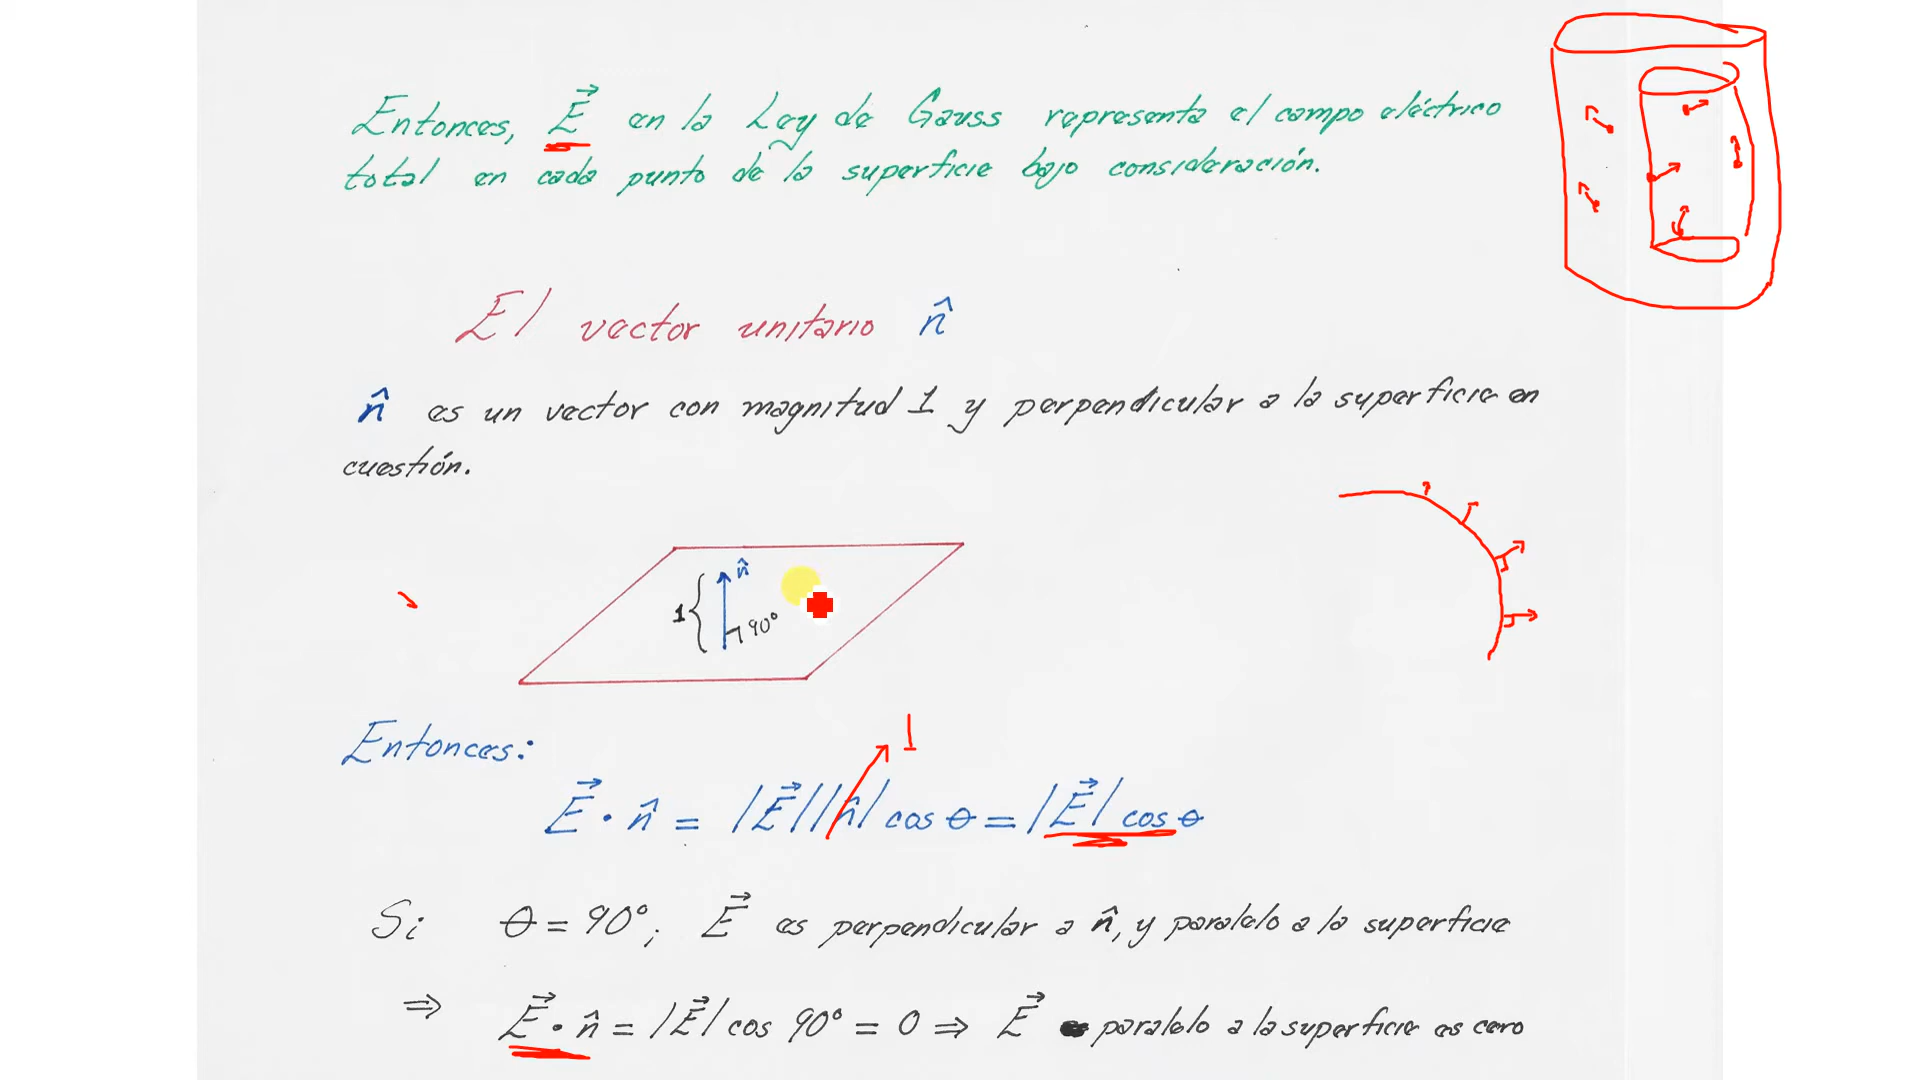 Entonces, E⃗ en la Ley de Gauss representa el campo eléctrico
total en cada punto de la superficie bajo consideración.
El vector unitario n̂
n̂ es un vector con magnitud 1 y perpendicular a la superficie en
cuestión.
1 { n̂ 90°
Entonces:
1
E⃗ · n̂ = |E⃗||n̂| cos θ = |E⃗| cos θ
Si θ = 90°; E⃗ es perpendicular a n̂, y paralelo a la superficie
⇒ E⃗ · n̂ = |E⃗| cos 90° = 0 ⇒ E⃗ paralelo a la superficie es cero